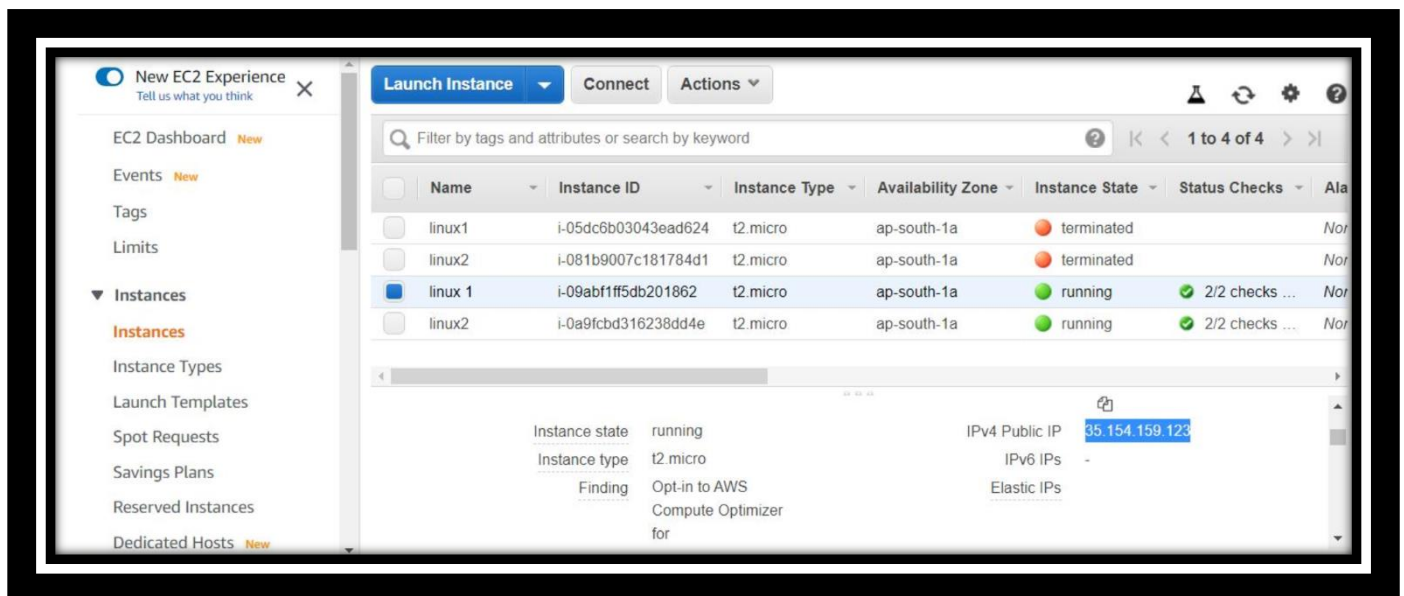 New EC2 Experience
Tell us what you think
EC2 Dashboard New
Events New
Tags
Limits
Instances
Instances
Instance Types
Launch Templates
Spot Requests
Savings Plans
Reserved Instances
Dedicated Hosts New
Launch Instance Connect Actions
Filter by tags and attributes or search by keyword 1 to 4 of 4
Name Instance ID Instance Type Availability Zone Instance State Status Checks Ala
linux1 i-05dc6b03043ead624 t2.micro ap-south-1a terminated Nor
linux2 i-081b9007c181784d1 t2.micro ap-south-1a terminated Nor
linux 1 i-09abf1ff5db201862 t2.micro ap-south-1a running 2/2 checks ... Nor
linux2 i-0a9fcbd316238dd4e t2.micro ap-south-1a running 2/2 checks ... Nor
Instance state running IPv4 Public IP 35.154.159.123
Instance type t2.micro IPv6 IPs -
Finding Opt-in to AWS Elastic IPs
Compute Optimizer
for